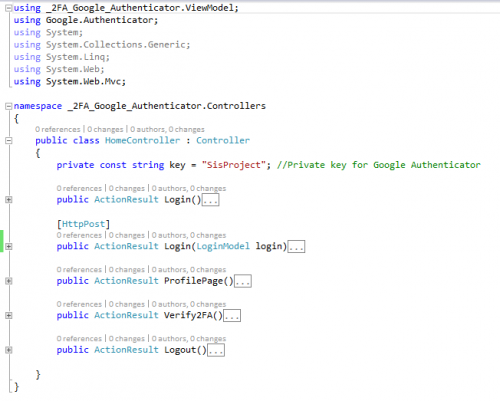 using _2FA_Google_Authenticator.ViewModel;
using Google.Authenticator;
using System;
using System.Collections.Generic;
using System.Linq;
using System.Web;
using System.Web.Mvc;
namespace _2FA_Google_Authenticator.Controllers
{
0 references | 0 changes | 0 authors, 0 changes
public class HomeController : Controller
{
private const string key = "SisProject"; //Private key for Google Authenticator
0 references | 0 changes | 0 authors, 0 changes
public ActionResult Login()...
[HttpPost]
0 references | 0 changes | 0 authors, 0 changes
public ActionResult Login(LoginModel login)...
0 references | 0 changes | 0 authors, 0 changes
public ActionResult ProfilePage()...
0 references | 0 changes | 0 authors, 0 changes
public ActionResult Verify2FA()...
0 references | 0 changes | 0 authors, 0 changes
public ActionResult Logout()...
}
}